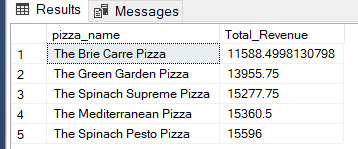 Results Messages
pizza_name Total_Revenue
1 The Brie Carre Pizza 11588.4998130798
2 The Green Garden Pizza 13955.75
3 The Spinach Supreme Pizza 15277.75
4 The Mediterranean Pizza 15360.5
5 The Spinach Pesto Pizza 15596